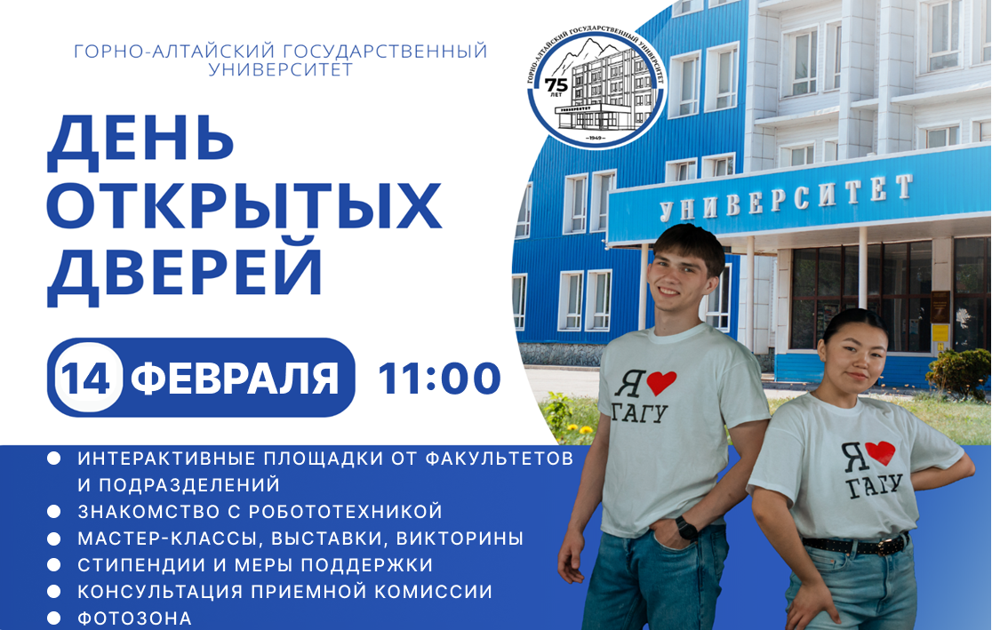 ГОРНО-АЛТАЙСКИЙ ГОСУДАРСТВЕННЫЙ
УНИВЕРСИТЕТ
ГОРНО-АЛТАЙСКИЙ ГОСУДАРСТВЕННЫЙ УНИВЕРСИТЕТ
75
ЛЕТ
УНИВЕРСИТЕТ
–1949–
ДЕНЬ
ОТКРЫТЫХ
ДВЕРЕЙ
УНИВЕРСИТЕТ
14 ФЕВРАЛЯ 11:00
Я
ГАГУ
Я
ГАГУ
ИНТЕРАКТИВНЫЕ ПЛОЩАДКИ ОТ ФАКУЛЬТЕТОВ
И ПОДРАЗДЕЛЕНИЙ
ЗНАКОМСТВО С РОБОТОТЕХНИКОЙ
МАСТЕР-КЛАССЫ, ВЫСТАВКИ, ВИКТОРИНЫ
СТИПЕНДИИ И МЕРЫ ПОДДЕРЖКИ
КОНСУЛЬТАЦИЯ ПРИЕМНОЙ КОМИССИИ
ФОТОЗОНА